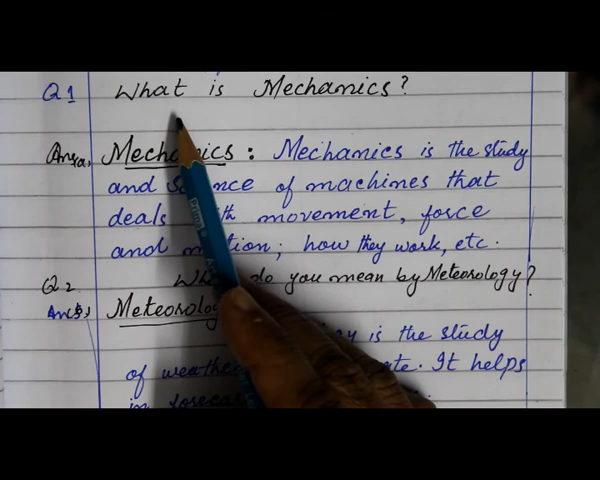 Q1 What is Mechanics?
Ans, Mechanics : Mechanics is the study
and science of machines that
deals movement, force
and motion; how they work, etc.
Q2 What do you mean by Meteorology?
Ans, Meteorology is the study
of weather It helps
in